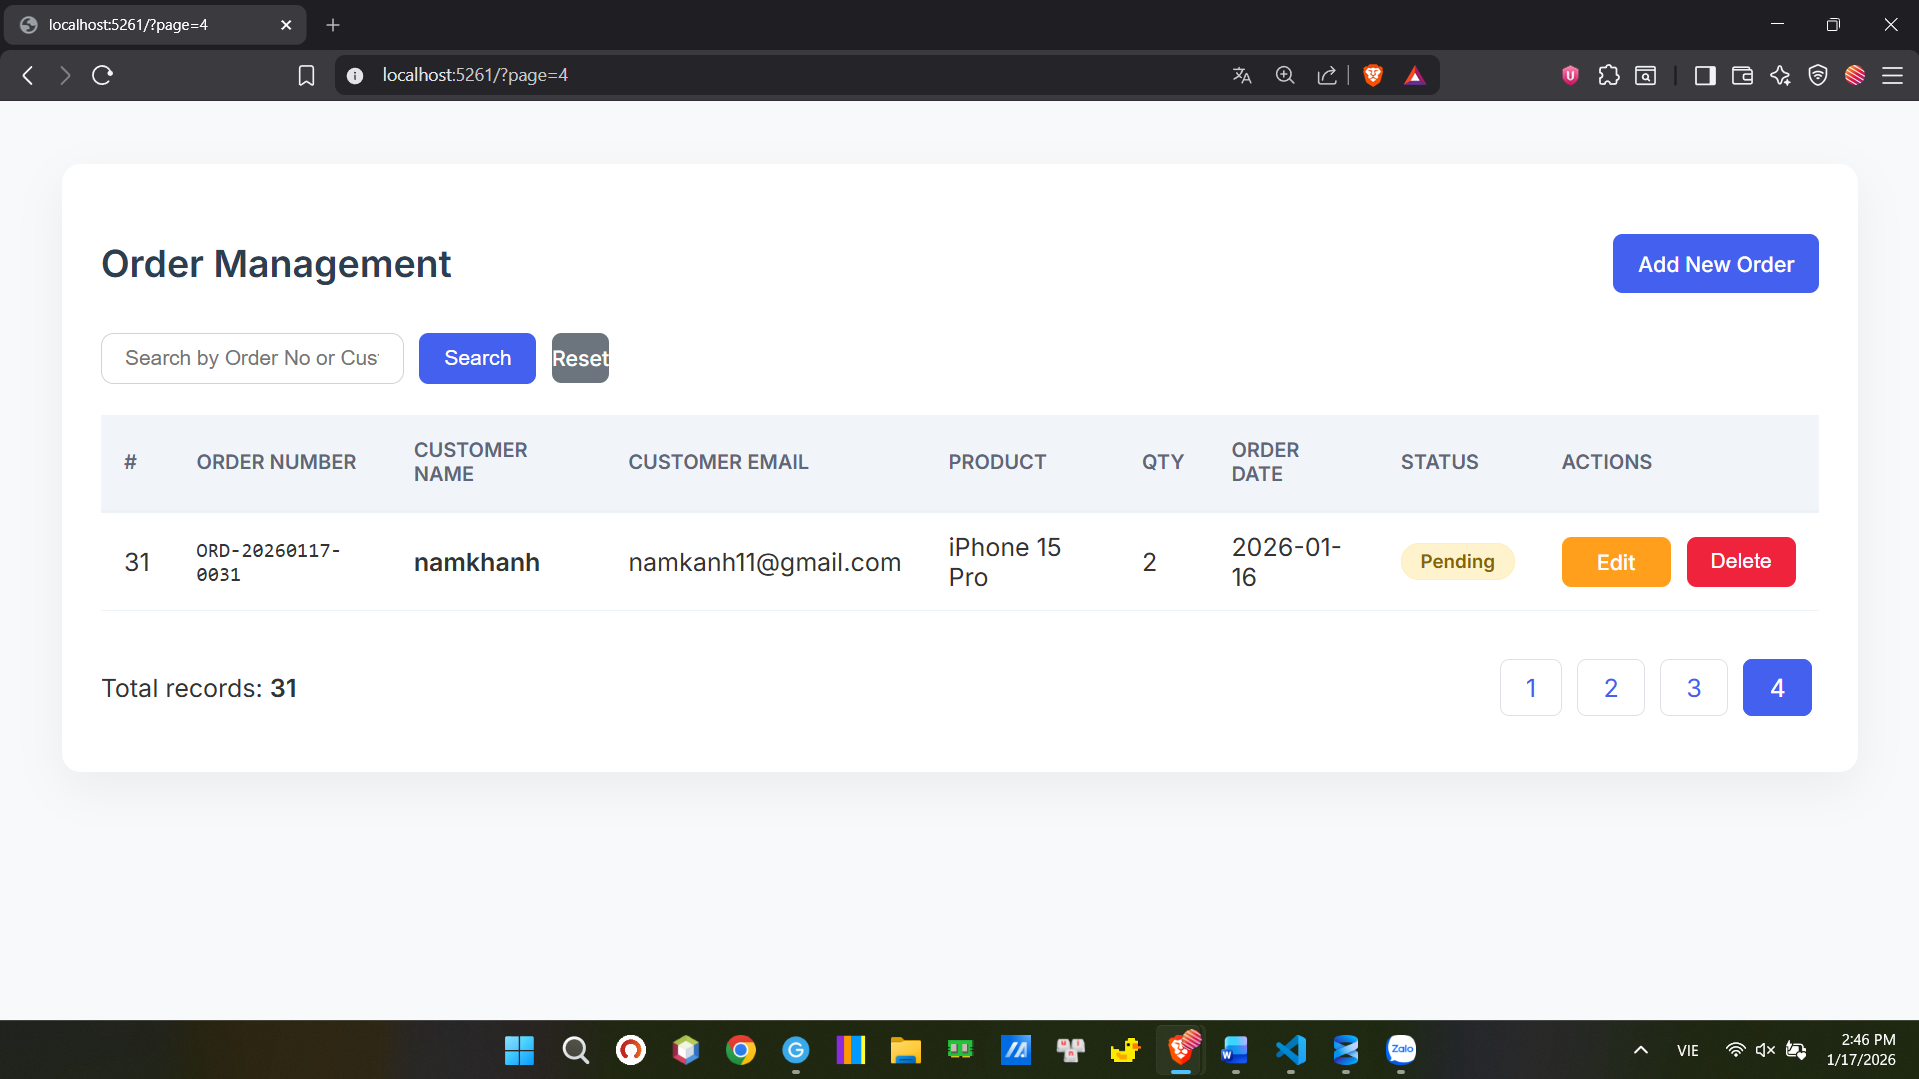 localhost:5261/?page=4
localhost:5261/?page=4
Order Management
Add New Order
Search by Order No or Cus
Search
Reset
# ORDER NUMBER CUSTOMER NAME CUSTOMER EMAIL PRODUCT QTY ORDER DATE STATUS ACTIONS
31 ORD-20260117-0031 namkhanh namkanh11@gmail.com iPhone 15 Pro 2 2026-01-16 Pending Edit Delete
Total records: 31
1 2 3 4
Zalo
VIE
2:46 PM
1/17/2026